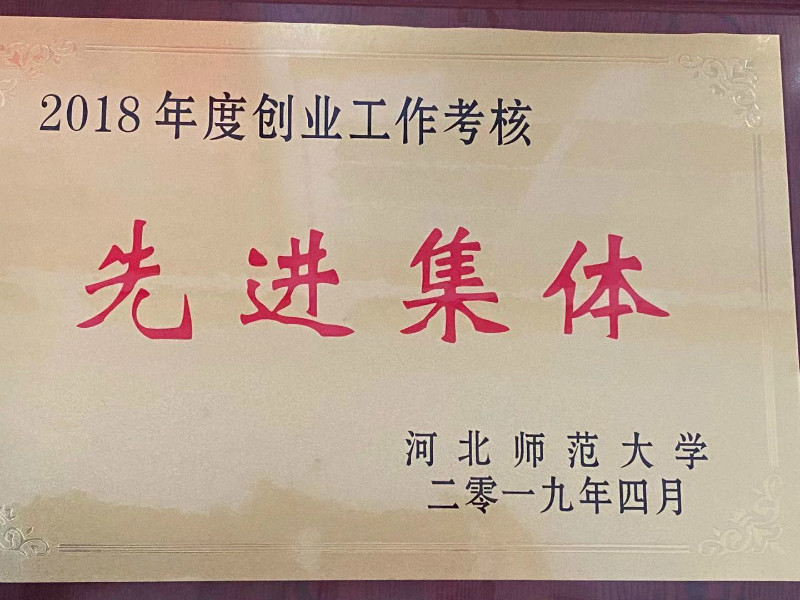 2018年度创业工作考核
先进集体
河北师范大学
二零一九年四月